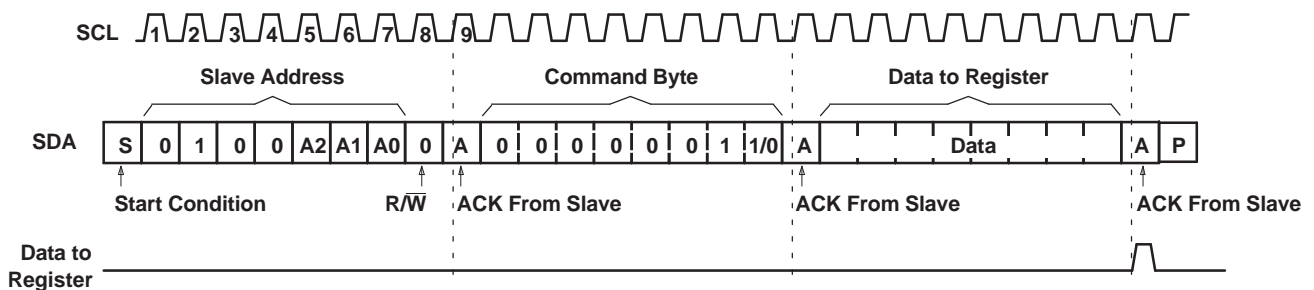 SCL 1 2 3 4 5 6 7 8 9
Slave Address Command Byte Data to Register
SDA S 0 1 0 0 A2 A1 A0 0 A 0 0 0 0 0 0 1 1/0 A Data A P
Start Condition R/W̅ ACK From Slave ACK From Slave ACK From Slave
Data to
Register